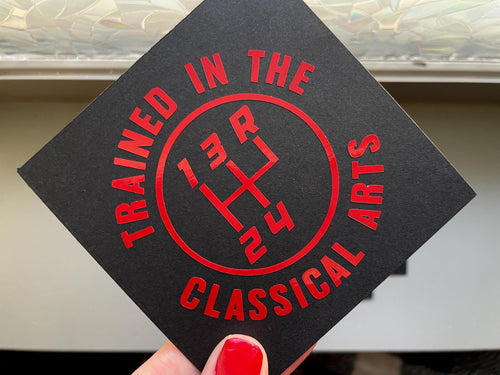 TRAINED IN THE
1 3 R
2 4
CLASSICAL ARTS